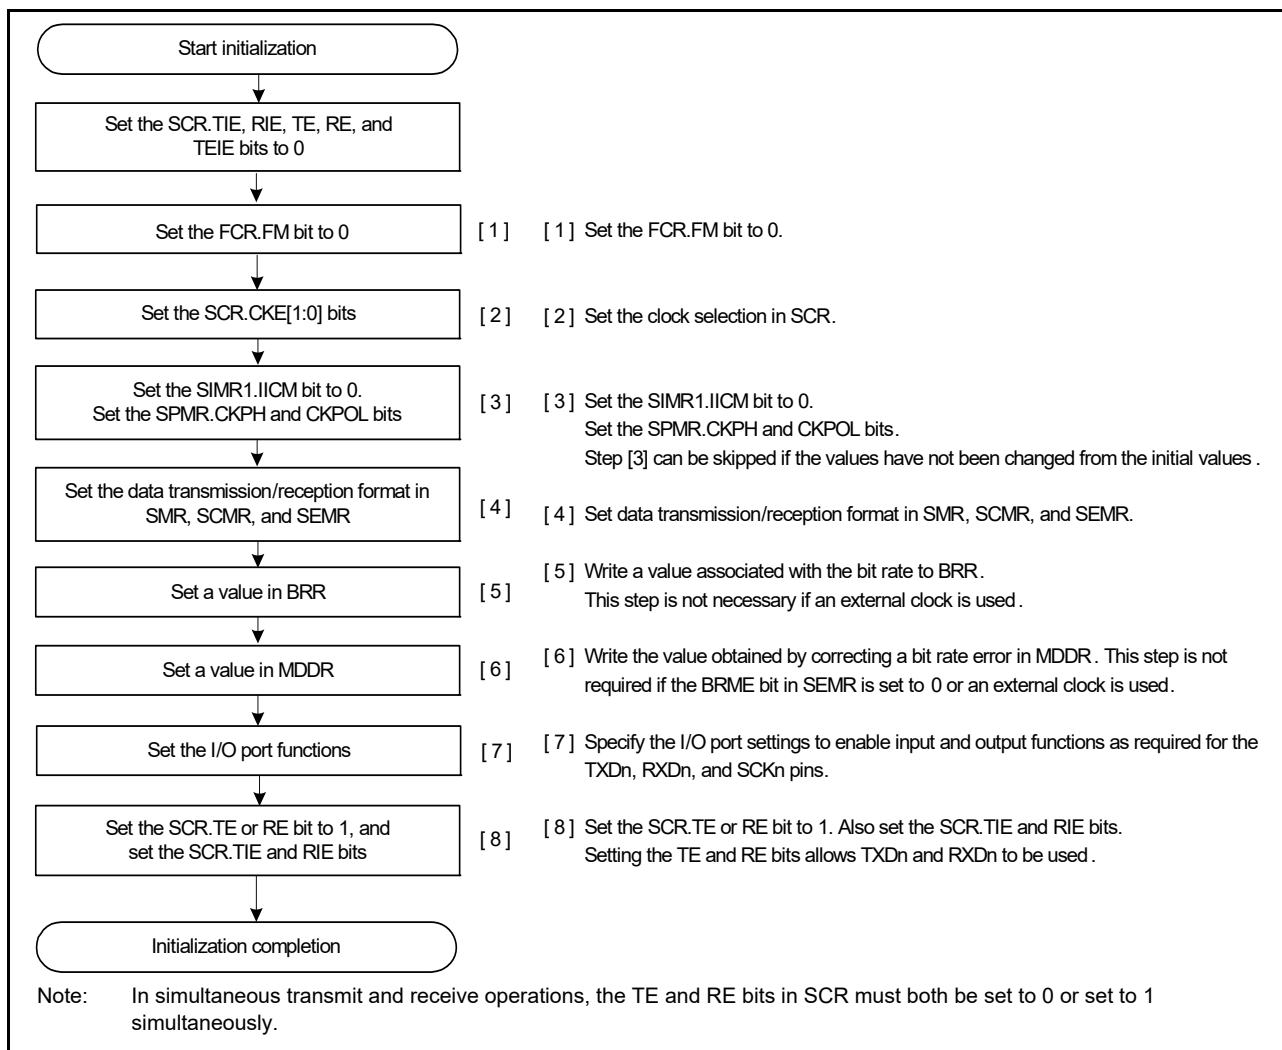 Start initialization
Set the SCR.TIE, RIE, TE, RE, and
TEIE bits to 0
Set the FCR.FM bit to 0
[ 1 ]
[ 1 ] Set the FCR.FM bit to 0.
Set the SCR.CKE[1:0] bits
[ 2 ]
[ 2 ] Set the clock selection in SCR.
Set the SIMR1.IICM bit to 0.
Set the SPMR.CKPH and CKPOL bits
[ 3 ]
[ 3 ] Set the SIMR1.IICM bit to 0.
Set the SPMR.CKPH and CKPOL bits.
Step [3] can be skipped if the values have not been changed from the initial values .
Set the data transmission/reception format in
SMR, SCMR, and SEMR
[ 4 ]
[ 4 ] Set data transmission/reception format in SMR, SCMR, and SEMR.
Set a value in BRR
[ 5 ]
[ 5 ] Write a value associated with the bit rate to BRR.
This step is not necessary if an external clock is used .
Set a value in MDDR
[ 6 ]
[ 6 ] Write the value obtained by correcting a bit rate error in MDDR . This step is not
required if the BRME bit in SEMR is set to 0 or an external clock is used.
Set the I/O port functions
[ 7 ]
[ 7 ] Specify the I/O port settings to enable input and output functions as required for the
TXDn, RXDn, and SCKn pins.
Set the SCR.TE or RE bit to 1, and
set the SCR.TIE and RIE bits
[ 8 ]
[ 8 ] Set the SCR.TE or RE bit to 1. Also set the SCR.TIE and RIE bits.
Setting the TE and RE bits allows TXDn and RXDn to be used .
Initialization completion
Note: In simultaneous transmit and receive operations, the TE and RE bits in SCR must both be set to 0 or set to 1
simultaneously.